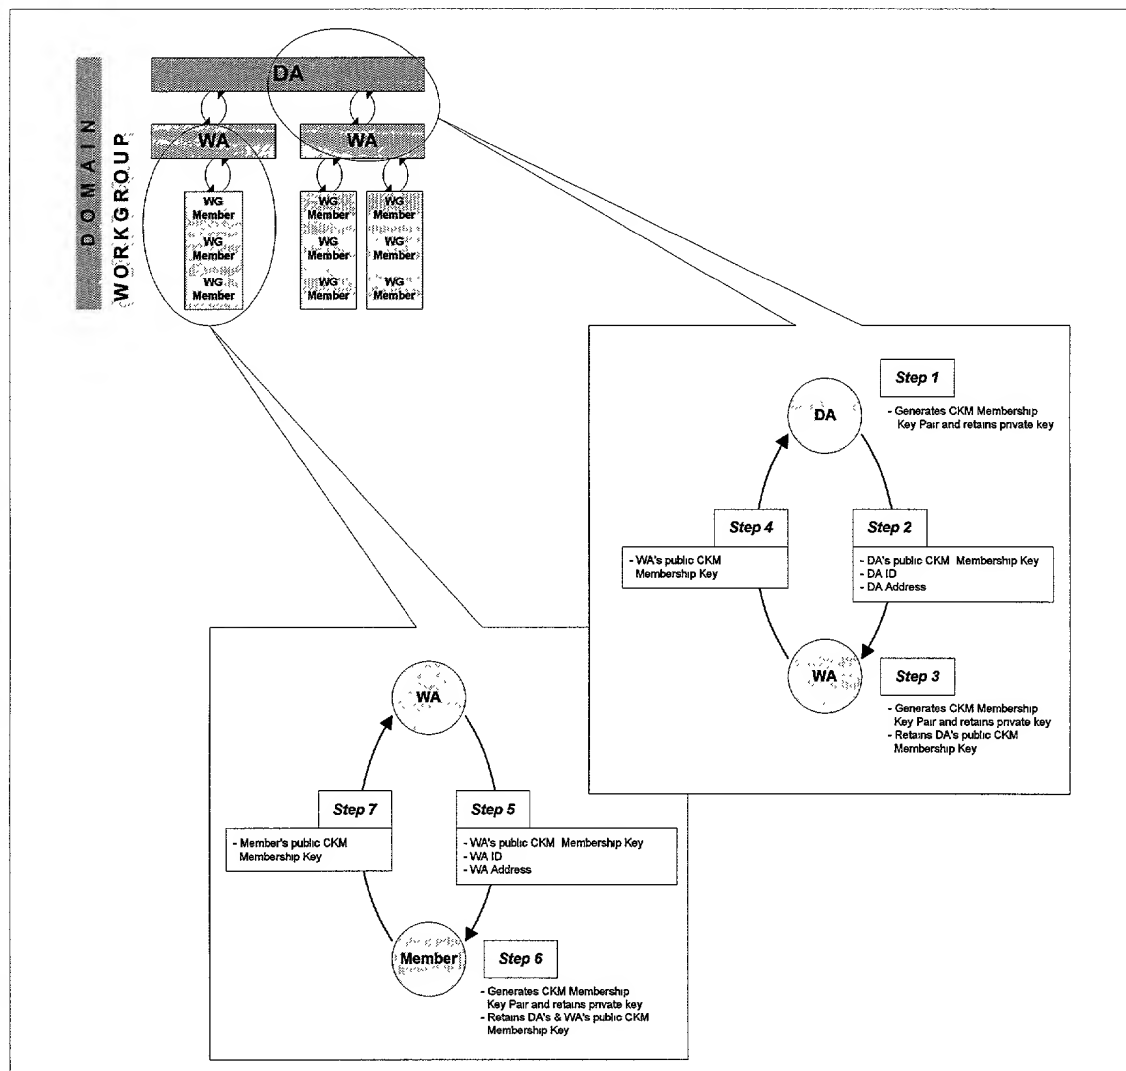 DOMAIN
WORKGROUP
DA
WA
WA
WG
Member
WG
Member
WG
Member
WG
Member
WG
Member
WG
Member
WG
Member
WG
Member
WG
Member
DA
Step 1
- Generates CKM Membership
Key Pair and retains private key
Step 4
- WA's public CKM
Membership Key
Step 2
- DA's public CKM Membership Key
- DA ID
- DA Address
WA
Step 3
- Generates CKM Membership
Key Pair and retains private key
- Retains DA's public CKM
Membership Key
WA
Step 7
- Member's public CKM
Membership Key
Step 5
- WA's public CKM Membership Key
- WA ID
- WA Address
Member
Step 6
- Generates CKM Membership
Key Pair and retains private key
- Retains DA's & WA's public CKM
Membership Key